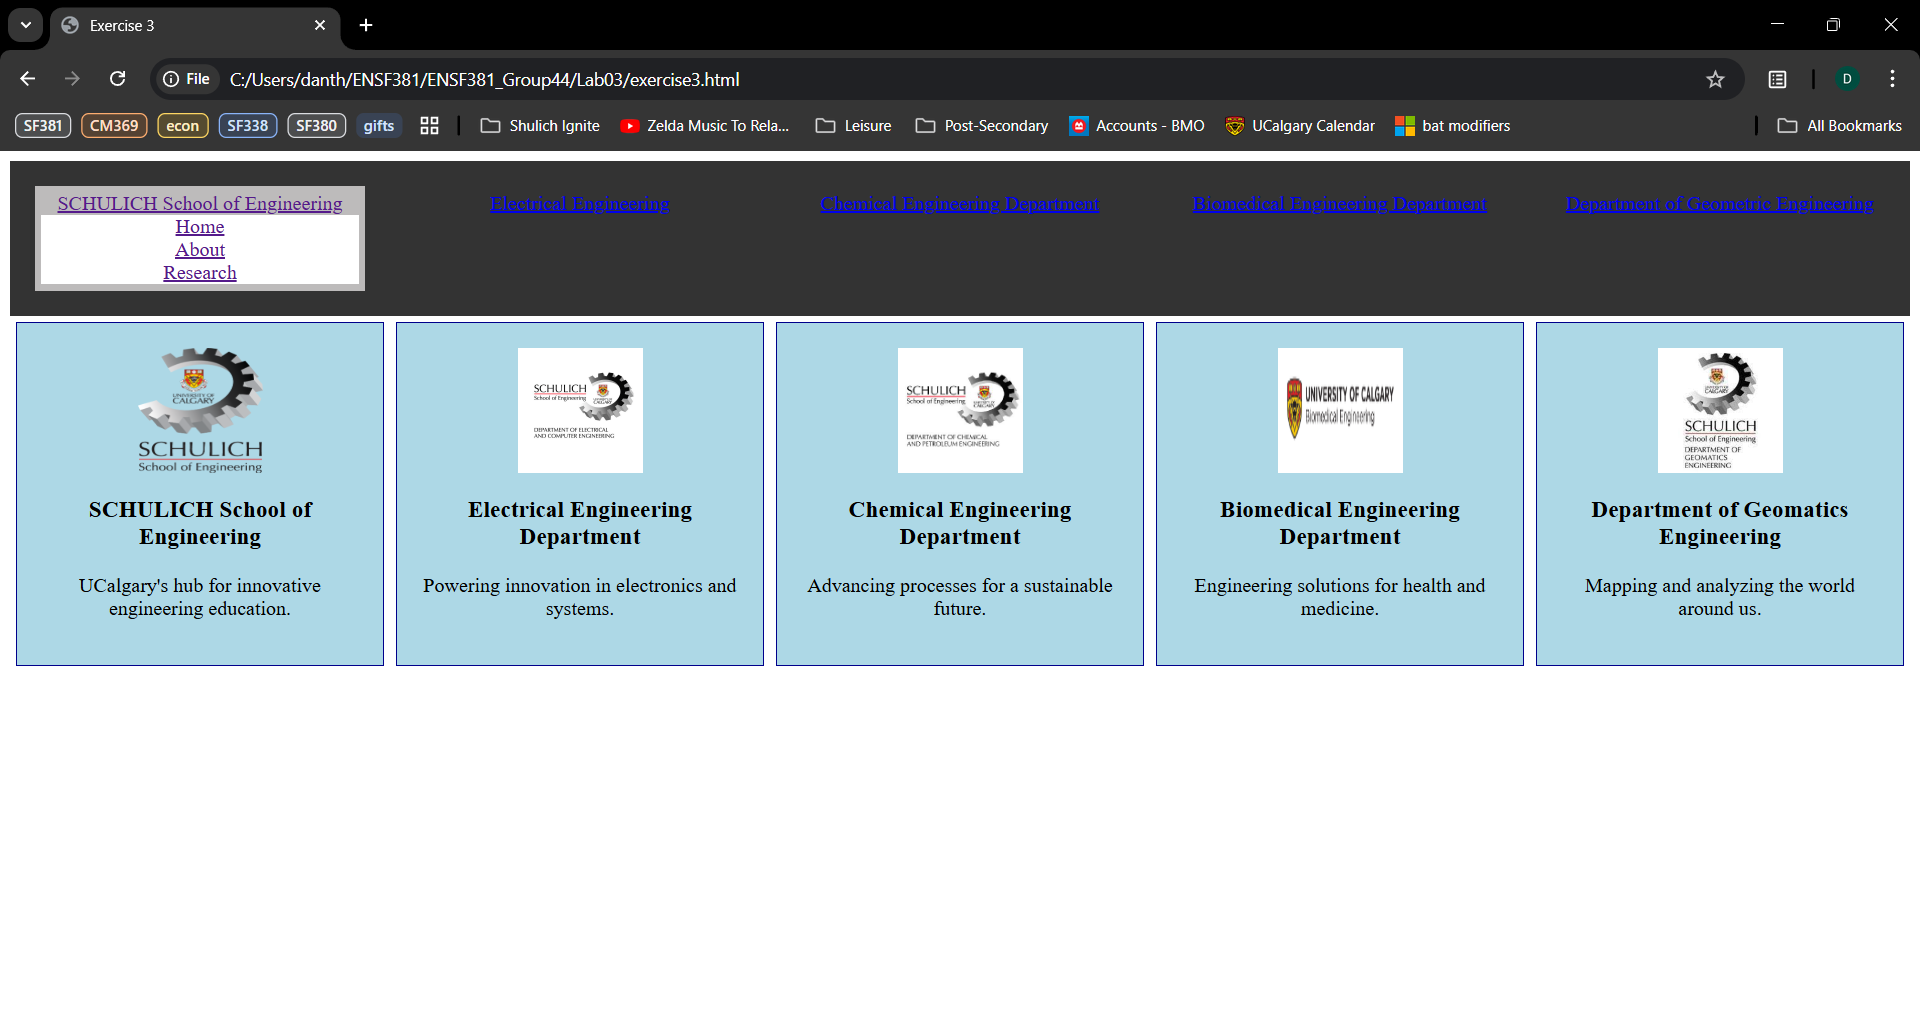 Exercise 3
File C:/Users/danth/ENSF381/ENSF381_Group44/Lab03/exercise3.html D
SF381 CM369 econ SF338 SF380 gifts Shulich Ignite Zelda Music To Rela... Leisure Post-Secondary Accounts - BMO UCalgary Calendar bat modifiers All Bookmarks
SCHULICH School of Engineering Electrical Engineering Chemical Engineering Department Biomedical Engineering Department Department of Geometric Engineering
Home
About
Research
UNIVERSITY OF
CALGARY
SCHULICH
School of Engineering
SCHULICH
School of Engineering
DEPARTMENT OF ELECTRICAL
AND COMPUTER ENGINEERING
SCHULICH
School of Engineering
DEPARTMENT OF CHEMICAL
AND PETROLEUM ENGINEERING
UNIVERSITY OF CALGARY
Biomedical Engineering
SCHULICH
School of Engineering
DEPARTMENT OF
GEOMATICS
ENGINEERING
SCHULICH School of
Engineering
Electrical Engineering
Department
Chemical Engineering
Department
Biomedical Engineering
Department
Department of Geomatics
Engineering
UCalgary's hub for innovative
engineering education.
Powering innovation in electronics and
systems.
Advancing processes for a sustainable
future.
Engineering solutions for health and
medicine.
Mapping and analyzing the world
around us.